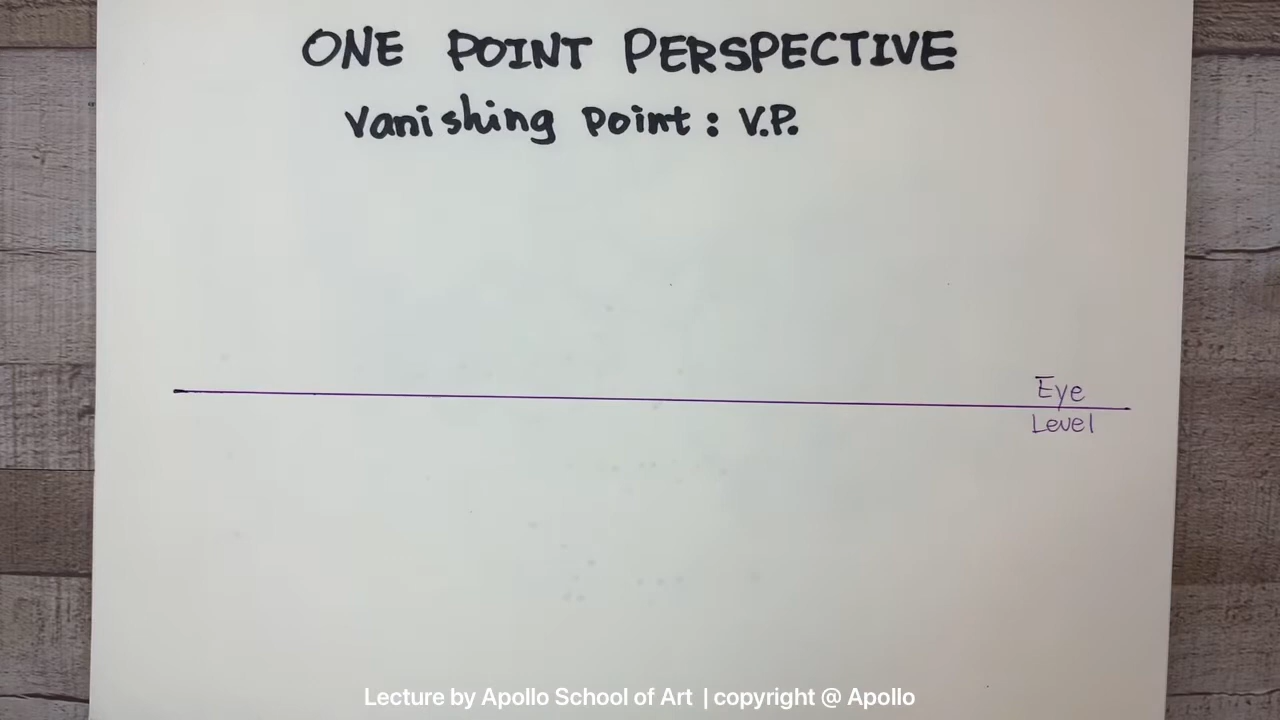 ONE POINT PERSPECTIVE
Vanishing Point: V.P.
Eye
Level
Lecture by Apollo School of Art | copyright @ Apollo